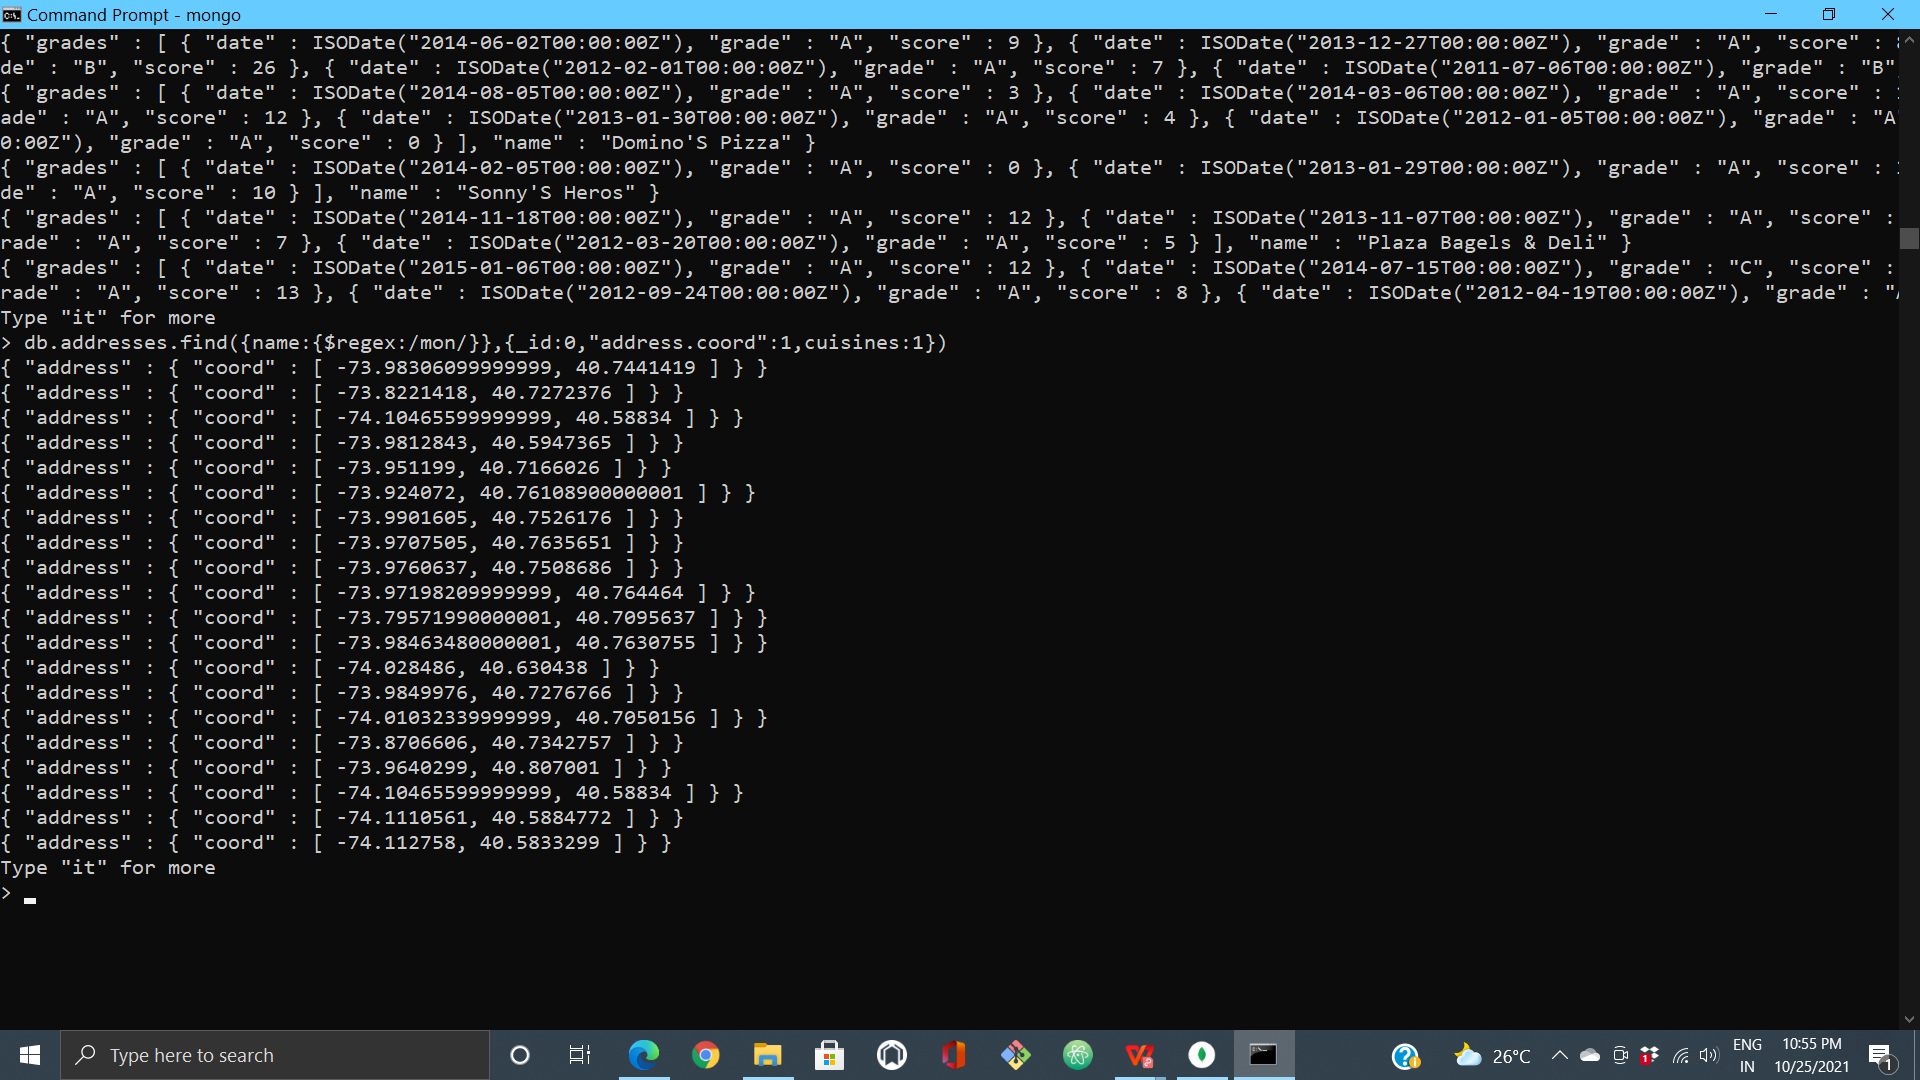 Command Prompt - mongo
{ "grades" : [ { "date" : ISODate("2014-06-02T00:00:00Z"), "grade" : "A", "score" : 9 }, { "date" : ISODate("2013-12-27T00:00:00Z"), "grade" : "A", "score" :
de" : "B", "score" : 26 }, { "date" : ISODate("2012-02-01T00:00:00Z"), "grade" : "A", "score" : 7 }, { "date" : ISODate("2011-07-06T00:00:00Z"), "grade" : "B"
{ "grades" : [ { "date" : ISODate("2014-08-05T00:00:00Z"), "grade" : "A", "score" : 3 }, { "date" : ISODate("2014-03-06T00:00:00Z"), "grade" : "A", "score" :
ade" : "A", "score" : 12 }, { "date" : ISODate("2013-01-30T00:00:00Z"), "grade" : "A", "score" : 4 }, { "date" : ISODate("2012-01-05T00:00:00Z"), "grade" : "A
0:00Z"), "grade" : "A", "score" : 0 } ], "name" : "Domino'S Pizza" }
{ "grades" : [ { "date" : ISODate("2014-02-05T00:00:00Z"), "grade" : "A", "score" : 0 }, { "date" : ISODate("2013-01-29T00:00:00Z"), "grade" : "A", "score" :
de" : "A", "score" : 10 } ], "name" : "Sonny'S Heros" }
{ "grades" : [ { "date" : ISODate("2014-11-18T00:00:00Z"), "grade" : "A", "score" : 12 }, { "date" : ISODate("2013-11-07T00:00:00Z"), "grade" : "A", "score" :
rade" : "A", "score" : 7 }, { "date" : ISODate("2012-03-20T00:00:00Z"), "grade" : "A", "score" : 5 } ], "name" : "Plaza Bagels & Deli" }
{ "grades" : [ { "date" : ISODate("2015-01-06T00:00:00Z"), "grade" : "A", "score" : 12 }, { "date" : ISODate("2014-07-15T00:00:00Z"), "grade" : "C", "score" :
rade" : "A", "score" : 13 }, { "date" : ISODate("2012-09-24T00:00:00Z"), "grade" : "A", "score" : 8 }, { "date" : ISODate("2012-04-19T00:00:00Z"), "grade" : "A
Type "it" for more
> db.addresses.find({name:{$regex:/mon/}},{_id:0,"address.coord":1,cuisines:1})
{ "address" : { "coord" : [ -73.98306099999999, 40.7441419 ] } }
{ "address" : { "coord" : [ -73.8221418, 40.7272376 ] } }
{ "address" : { "coord" : [ -74.10465599999999, 40.58834 ] } }
{ "address" : { "coord" : [ -73.9812843, 40.5947365 ] } }
{ "address" : { "coord" : [ -73.951199, 40.7166026 ] } }
{ "address" : { "coord" : [ -73.924072, 40.76108900000001 ] } }
{ "address" : { "coord" : [ -73.9901605, 40.7526176 ] } }
{ "address" : { "coord" : [ -73.9707505, 40.7635651 ] } }
{ "address" : { "coord" : [ -73.9760637, 40.7508686 ] } }
{ "address" : { "coord" : [ -73.97198209999999, 40.764464 ] } }
{ "address" : { "coord" : [ -73.79571990000001, 40.7095637 ] } }
{ "address" : { "coord" : [ -73.98463480000001, 40.7630755 ] } }
{ "address" : { "coord" : [ -74.028486, 40.630438 ] } }
{ "address" : { "coord" : [ -73.9849976, 40.7276766 ] } }
{ "address" : { "coord" : [ -74.01032339999999, 40.7050156 ] } }
{ "address" : { "coord" : [ -73.8706606, 40.7342757 ] } }
{ "address" : { "coord" : [ -73.9640299, 40.807001 ] } }
{ "address" : { "coord" : [ -74.10465599999999, 40.58834 ] } }
{ "address" : { "coord" : [ -74.1110561, 40.5884772 ] } }
{ "address" : { "coord" : [ -74.112758, 40.5833299 ] } }
Type "it" for more
>
Type here to search
26°C
ENG
IN
10:55 PM
10/25/2021
1